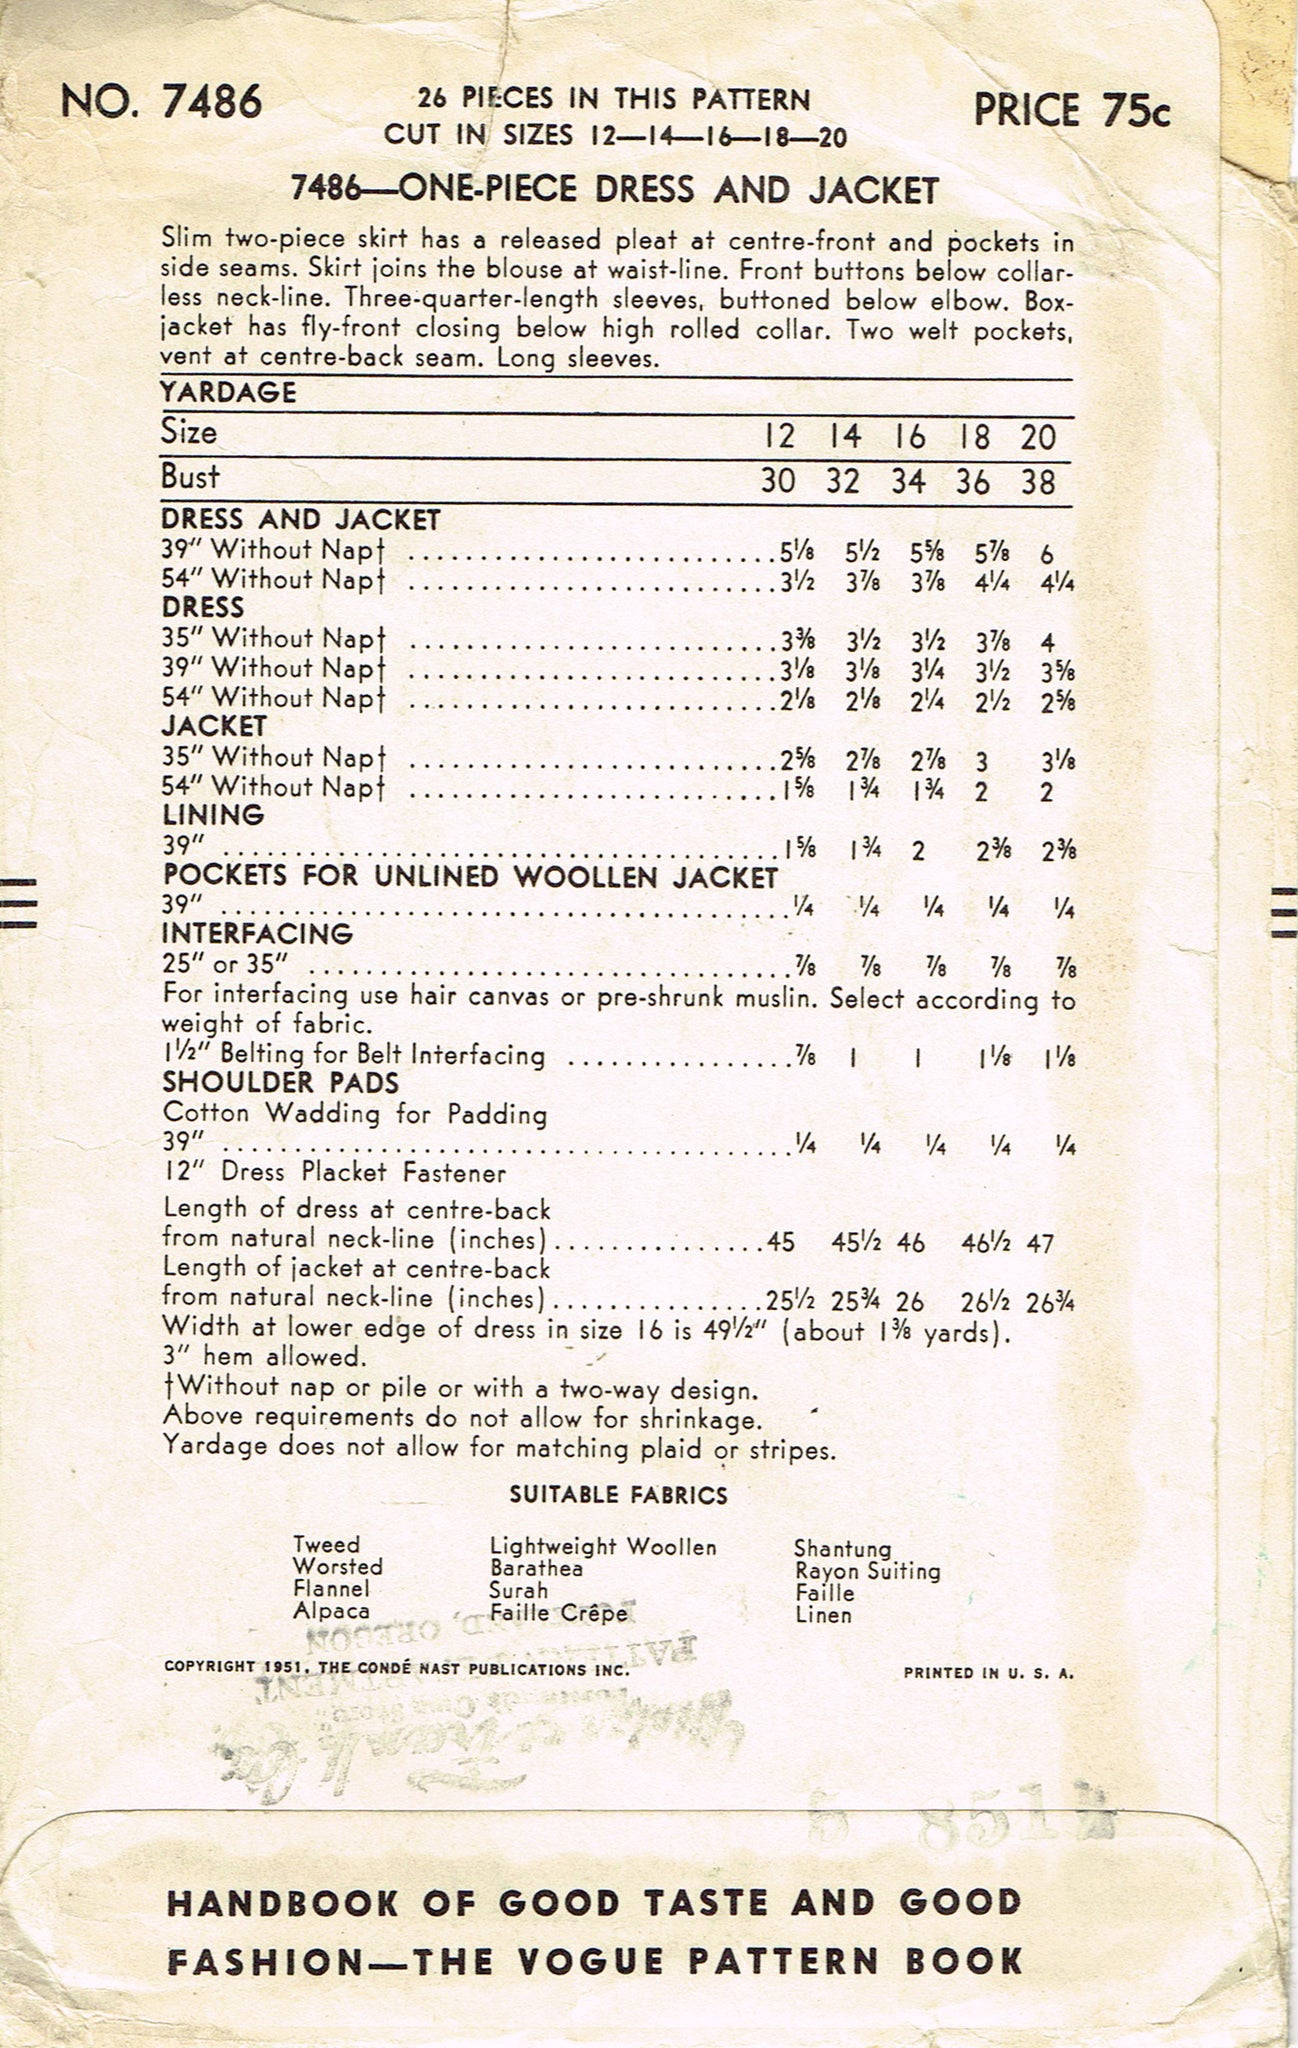 NO. 7486
26 PIECES IN THIS PATTERN
CUT IN SIZES 12—14—16—18—20
PRICE 75c
7486—ONE-PIECE DRESS AND JACKET
Slim two-piece skirt has a released pleat at centre-front and pockets in
side seams. Skirt joins the blouse at waist-line. Front buttons below collar-
less neck-line. Three-quarter-length sleeves, buttoned below elbow. Box-
jacket has fly-front closing below high rolled collar. Two welt pockets,
vent at centre-back seam. Long sleeves.
YARDAGE
Size 12 14 16 18 20
Bust 30 32 34 36 38
DRESS AND JACKET
39" Without Nap† ..........................5⅛ 5½ 5⅝ 5⅞ 6
54" Without Nap† ..........................3½ 3⅞ 3⅞ 4¼ 4¼
DRESS
35" Without Nap† ..........................3⅜ 3½ 3½ 3⅞ 4
39" Without Nap† ..........................3⅛ 3⅛ 3¼ 3½ 3⅝
54" Without Nap† ..........................2⅛ 2⅛ 2¼ 2½ 2⅝
JACKET
35" Without Nap† ..........................2⅝ 2⅞ 2⅞ 3 3⅛
54" Without Nap† ..........................1⅝ 1¾ 1¾ 2 2
LINING
39" .......................................1⅝ 1¾ 2 2⅜ 2⅜
POCKETS FOR UNLINED WOOLLEN JACKET
39" ........................................¼ ¼ ¼ ¼ ¼
INTERFACING
25" or 35" ..................................⅞ ⅞ ⅞ ⅞ ⅞
For interfacing use hair canvas or pre-shrunk muslin. Select according to
weight of fabric.
1½" Belting for Belt Interfacing ................⅞ 1 1 1⅛ 1⅛
SHOULDER PADS
Cotton Wadding for Padding
39" ........................................¼ ¼ ¼ ¼ ¼
12" Dress Placket Fastener
Length of dress at centre-back
from natural neck-line (inches)...............45 45½ 46 46½ 47
Length of jacket at centre-back
from natural neck-line (inches)...............25½ 25¾ 26 26½ 26¾
Width at lower edge of dress in size 16 is 49½" (about 1⅜ yards).
3" hem allowed.
†Without nap or pile or with a two-way design.
Above requirements do not allow for shrinkage.
Yardage does not allow for matching plaid or stripes.
SUITABLE FABRICS
Tweed Lightweight Woollen Shantung
Worsted Barathea Rayon Suiting
Flannel Surah Faille
Alpaca Faille Crêpe Linen
COPYRIGHT 1951, THE CONDÉ NAST PUBLICATIONS INC. PRINTED IN U. S. A.
HANDBOOK OF GOOD TASTE AND GOOD
FASHION—THE VOGUE PATTERN BOOK